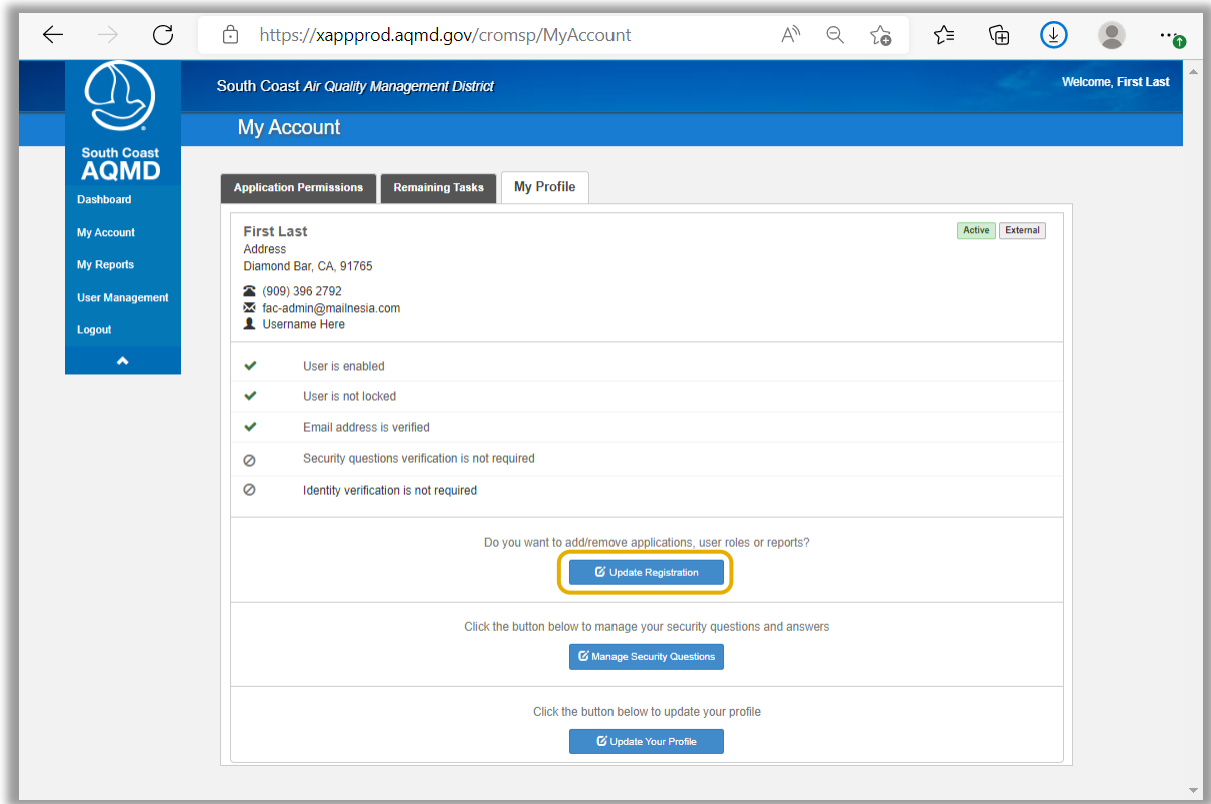 https://xappprod.aqmd.gov/cromsp/MyAccount
South Coast Air Quality Management District
Welcome, First Last
My Account
South Coast
AQMD
Dashboard
My Account
My Reports
User Management
Logout
Application Permissions
Remaining Tasks
My Profile
First Last
Active
External
Address
Diamond Bar, CA, 91765
(909) 396 2792
fac-admin@mailnesia.com
Username Here
User is enabled
User is not locked
Email address is verified
Security questions verification is not required
Identity verification is not required
Do you want to add/remove applications, user roles or reports?
Update Registration
Click the button below to manage your security questions and answers
Manage Security Questions
Click the button below to update your profile
Update Your Profile